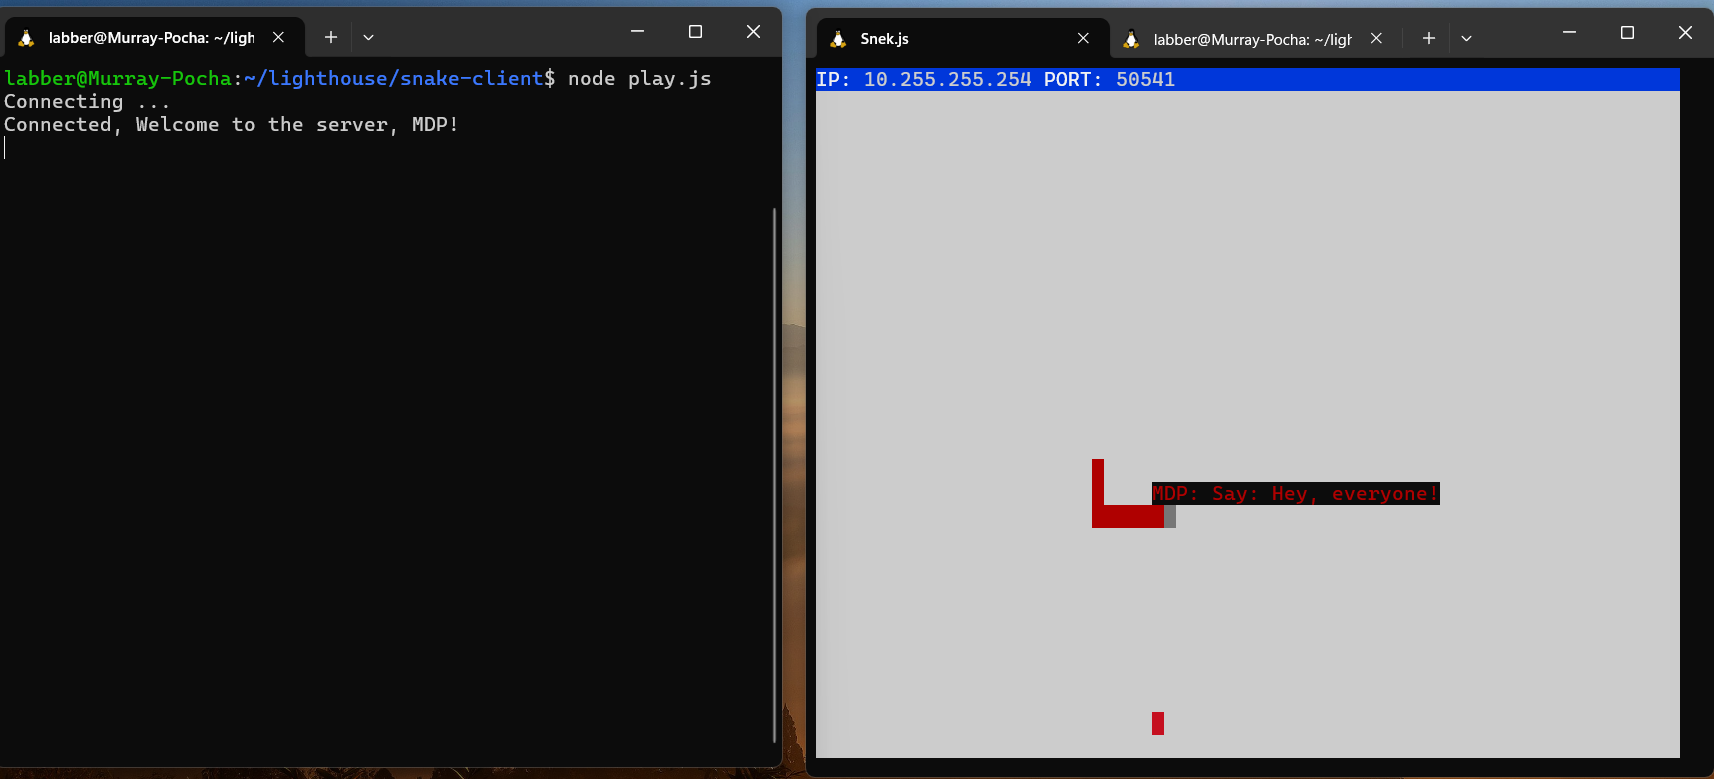 labber@Murray-Pocha: ~/ligh
labber@Murray-Pocha:~/lighthouse/snake-client$ node play.js
Connecting ...
Connected, Welcome to the server, MDP!
Snek.js
labber@Murray-Pocha: ~/ligh
IP: 10.255.255.254 PORT: 50541
MDP: Say: Hey, everyone!